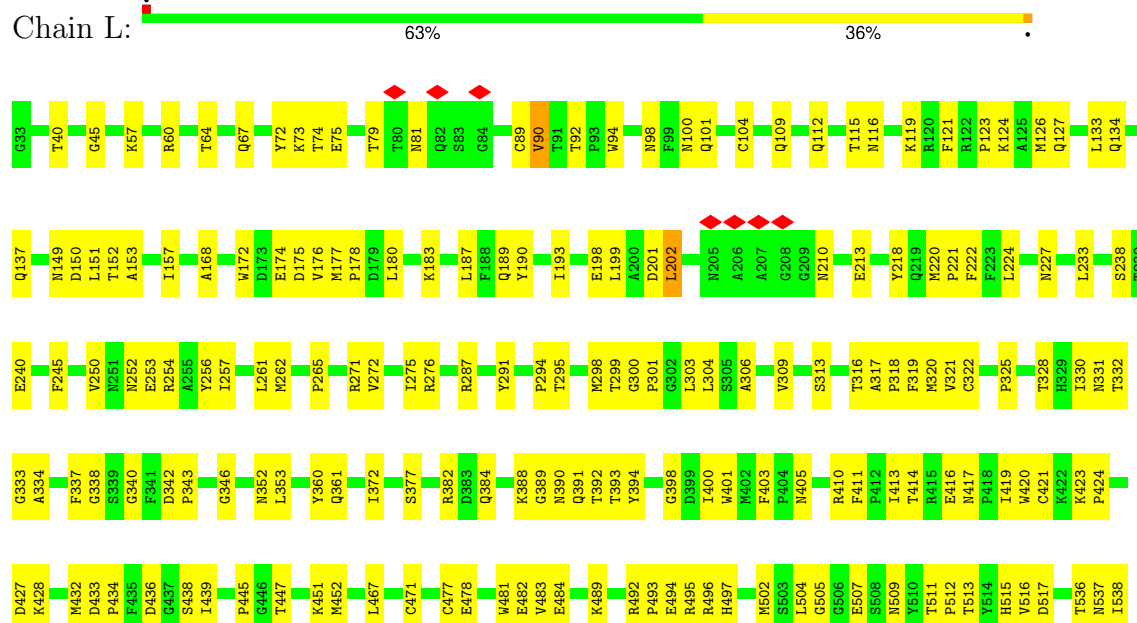 Chain L:
63% 36%
G33 T40 G45 K57 R60 T64 Q67 Y72 K73 T74 E75 T79 T80 N81 Q82 S83 G84 C89 V90 T91 T92 P93 W94 N98 F99 N100 Q101 C104 Q109 Q112 T115 N116 K119 R120 F121 R122 P123 K124 A125 M126 Q127 L133 Q134
Q137 N149 D150 L151 T152 A153 I157 A168 W172 D173 E174 D175 V176 M177 P178 D179 L180 K183 L187 F188 Q189 Y190 I193 E198 L199 A200 D201 L202 N205 A206 A207 G208 G209 N210 E213 Y218 Q219 M220 P221 F222 F223 L224 N227 L233 S238
E240 F245 V250 N251 N252 E253 R254 A255 Y256 I257 L261 M262 P265 R271 V272 I275 R276 R287 Y291 P294 T295 M298 T299 G300 P301 G302 L303 L304 S305 A306 V309 S313 T316 A317 P318 F319 M320 V321 C322 P325 T328 H329 I330 N331 T332
G333 A334 F337 G338 S339 G340 F341 D342 P343 G346 N352 L353 Y360 Q361 I372 S377 R382 D383 Q384 K388 G389 N390 Q391 T392 T393 Y394 G398 D399 I400 W401 M402 F403 P404 N405 R410 F411 P412 I413 T414 R415 E416 N417 P418 I419 W420 C421 K422 K423 P424
D427 K428 M432 D433 P434 F435 D436 G437 S438 I439 P445 G446 T447 K451 M452 L467 C471 C477 E478 W481 E482 V483 E484 K489 R492 P493 E494 R495 R496 H497 M502 S503 L504 G505 G506 E507 S508 N509 Y510 T511 P512 T513 Y514 H515 V516 D517 T536 N537 I538